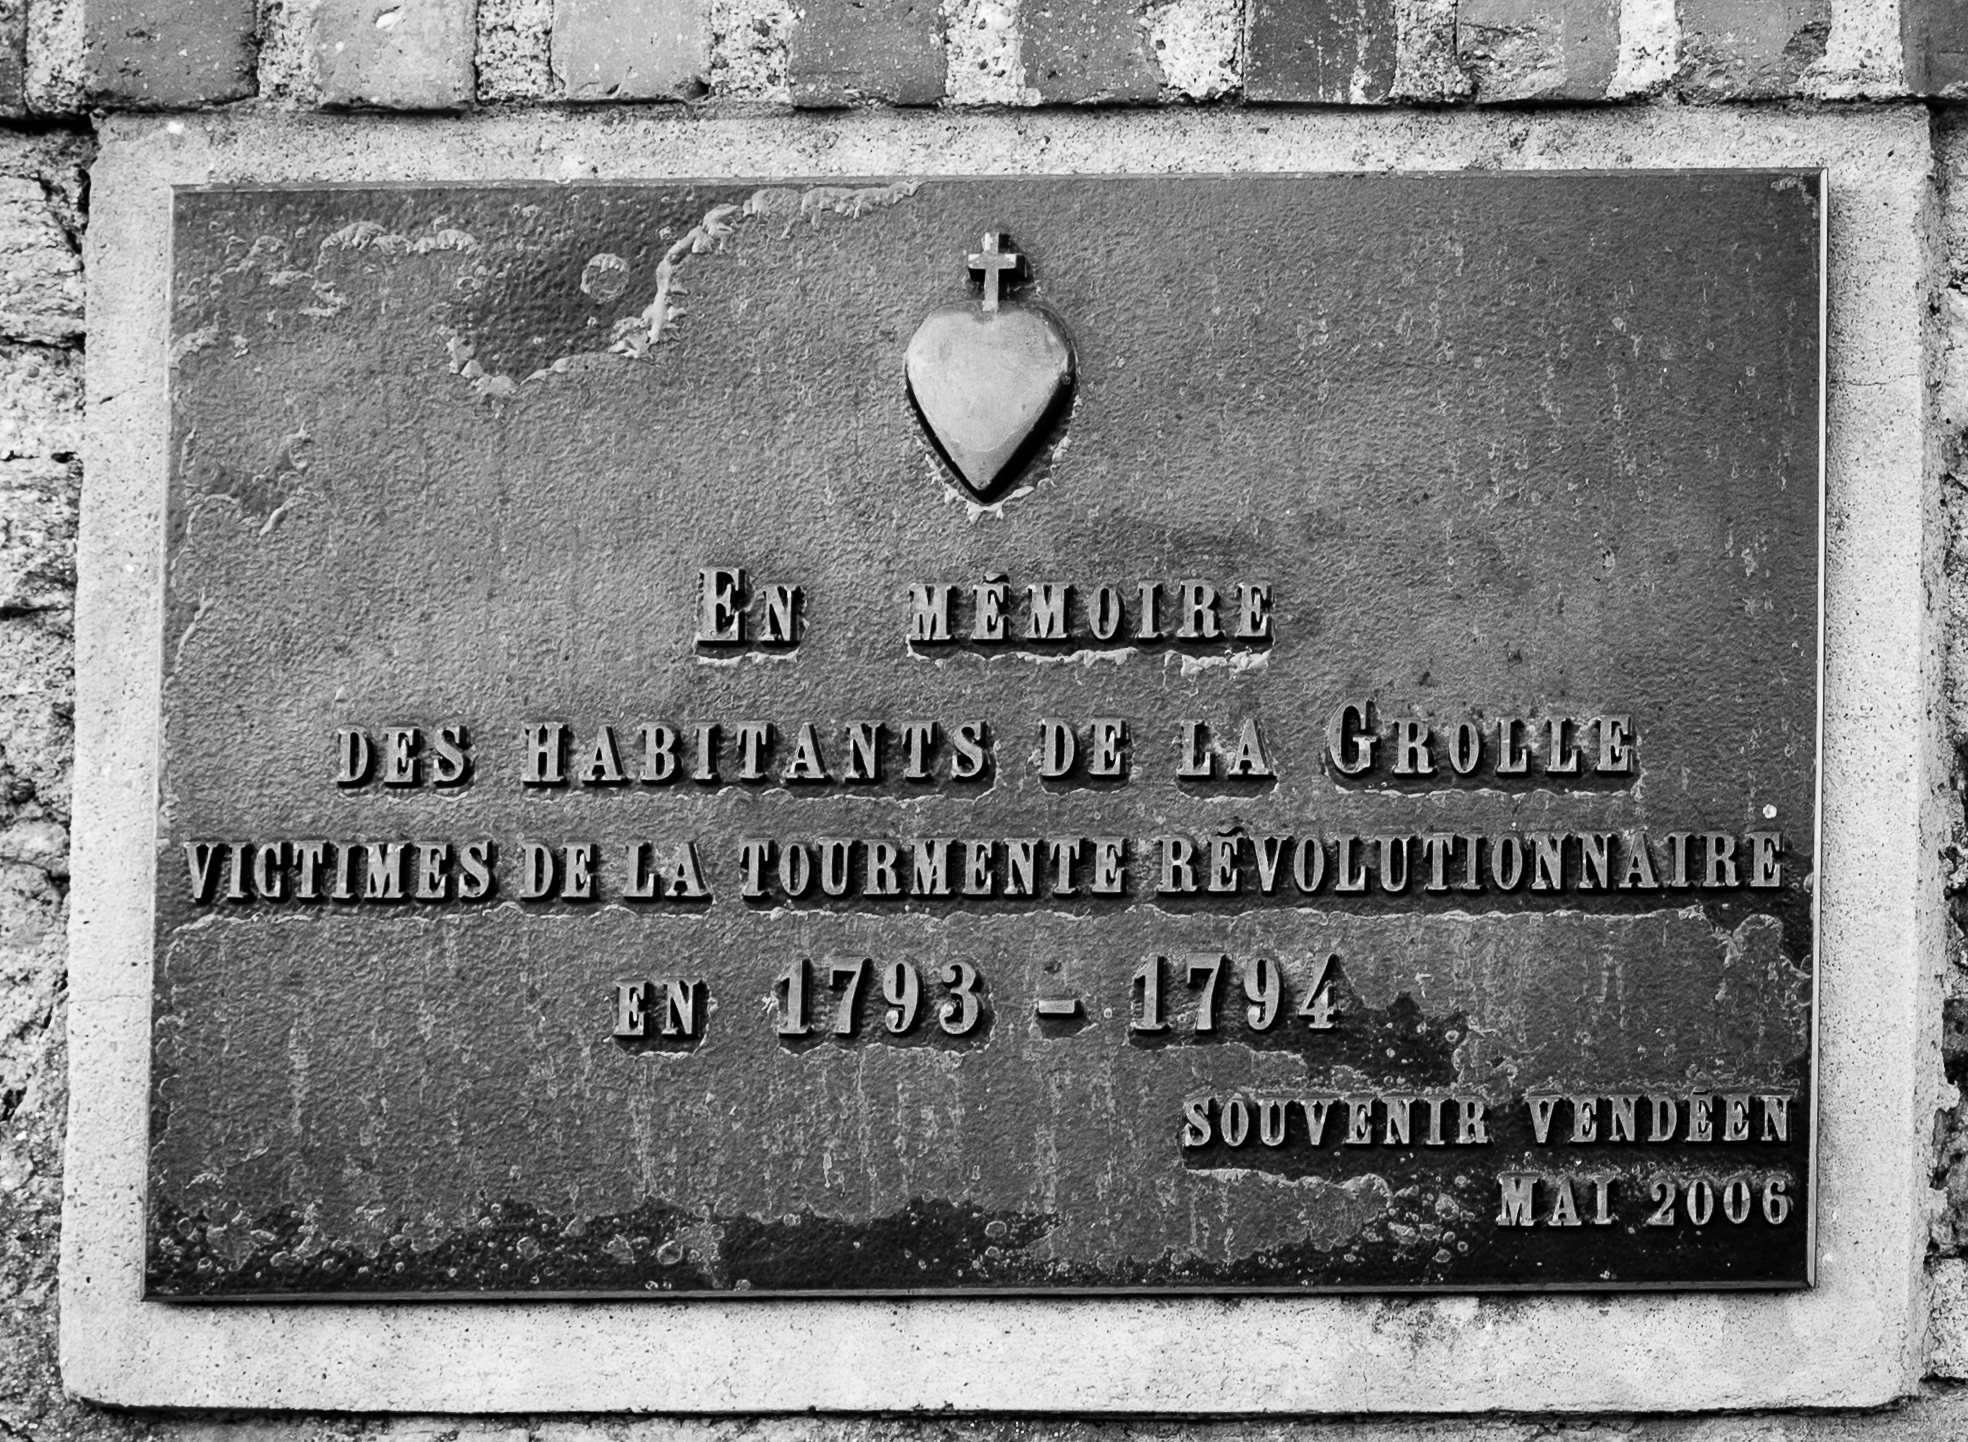 En mémoire
des habitants de la Grolle
victimes de la tourmente révolutionnaire
en 1793 - 1794
souvenir vendéen
mai 2006